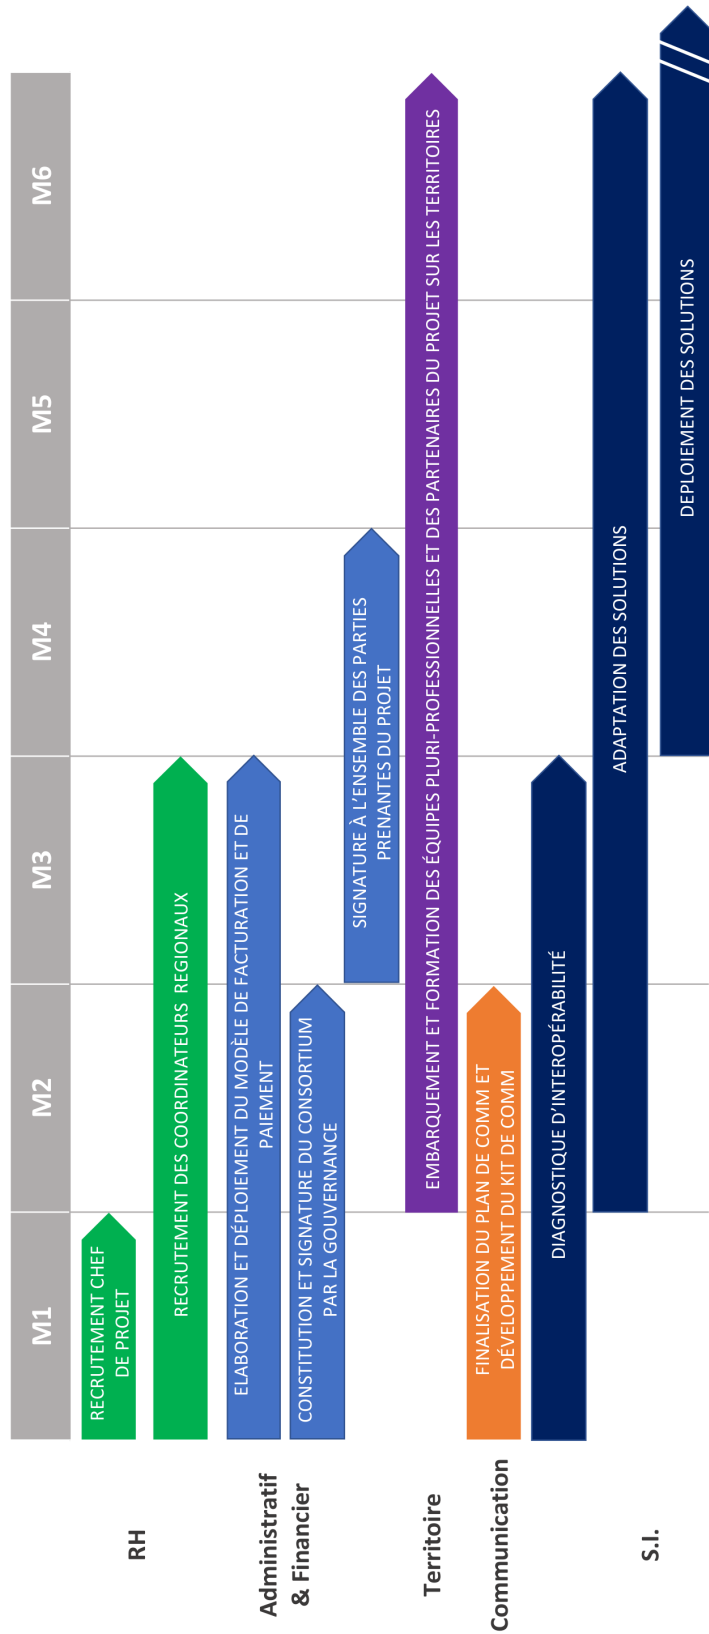 M1
M2
M3
M4
M5
M6
RH
RECRUTEMENT CHEF
DE PROJET
RECRUTEMENT DES COORDINATEURS REGIONAUX
Administratif
& Financier
ELABORATION ET DÉPLOIEMENT DU MODÈLE DE FACTURATION ET DE
PAIEMENT
CONSTITUTION ET SIGNATURE DU CONSORTIUM
PAR LA GOUVERNANCE
SIGNATURE À L'ENSEMBLE DES PARTIES
PRENANTES DU PROJET
Territoire
EMBARQUEMENT ET FORMATION DES ÉQUIPES PLURI-PROFESSIONNELLES ET DES PARTENAIRES DU PROJET SUR LES TERRITOIRES
Communication
FINALISATION DU PLAN DE COMM ET
DÉVELOPPEMENT DU KIT DE COMM
S.I.
DIAGNOSTIQUE D'INTEROPÉRABILITÉ
ADAPTATION DES SOLUTIONS
DEPLOIEMENT DES SOLUTIONS